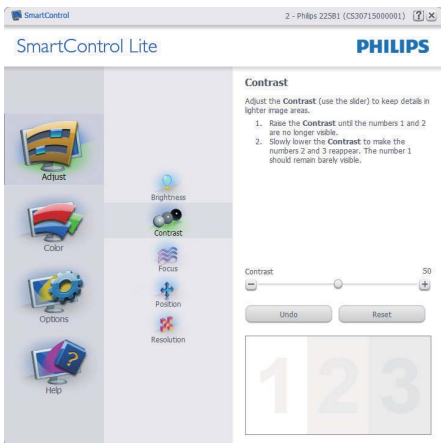 SmartControl
2 - Philips 225B1 (CS30715000001)
SmartControl Lite
PHILIPS
Adjust
Color
Options
Help
Brightness
Contrast
Focus
Position
Resolution
Contrast
Adjust the Contrast (use the slider) to keep details in
lighter image areas.
1. Raise the Contrast until the numbers 1 and 2
are no longer visible.
2. Slowly lower the Contrast to make the
numbers 2 and 3 reappear. The number 1
should remain barely visible.
Contrast 50
Undo Reset
1 2 3